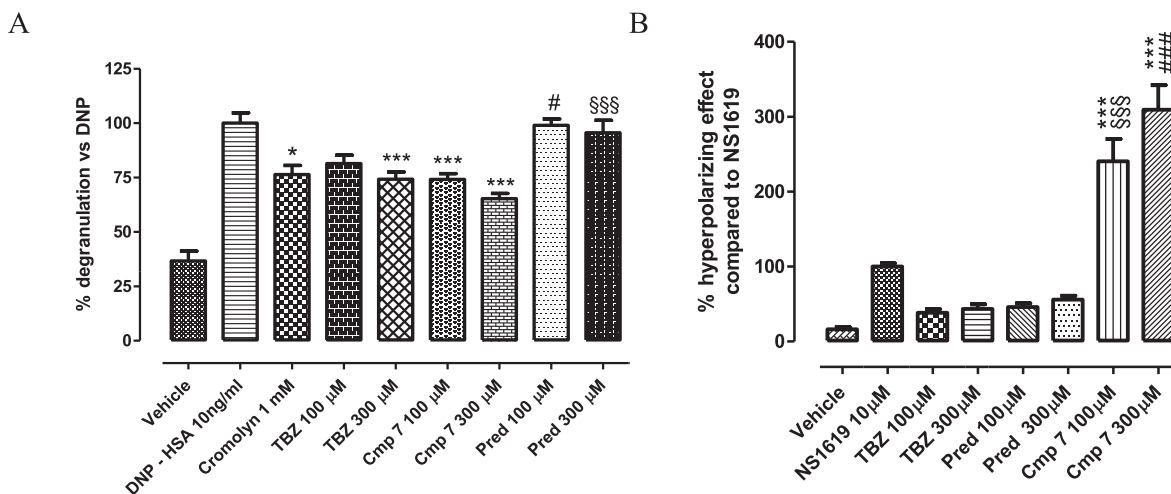 A
% degranulation vs DNP
125
100
75
50
25
0
*
***
***
***
#
§§§
Vehicle
DNP - HSA 10ng/ml
Cromolyn 1 mM
TBZ 100 µM
TBZ 300 µM
Cmp 7 100 µM
Cmp 7 300 µM
Pred 100 µM
Pred 300 µM
B
% hyperpolarizing effect
compared to NS1619
400
300
200
100
0
***
§§§
***
###
Vehicle
NS1619 10µM
TBZ 100µM
TBZ 300µM
Pred 100µM
Pred 300µM
Cmp 7 100µM
Cmp 7 300µM